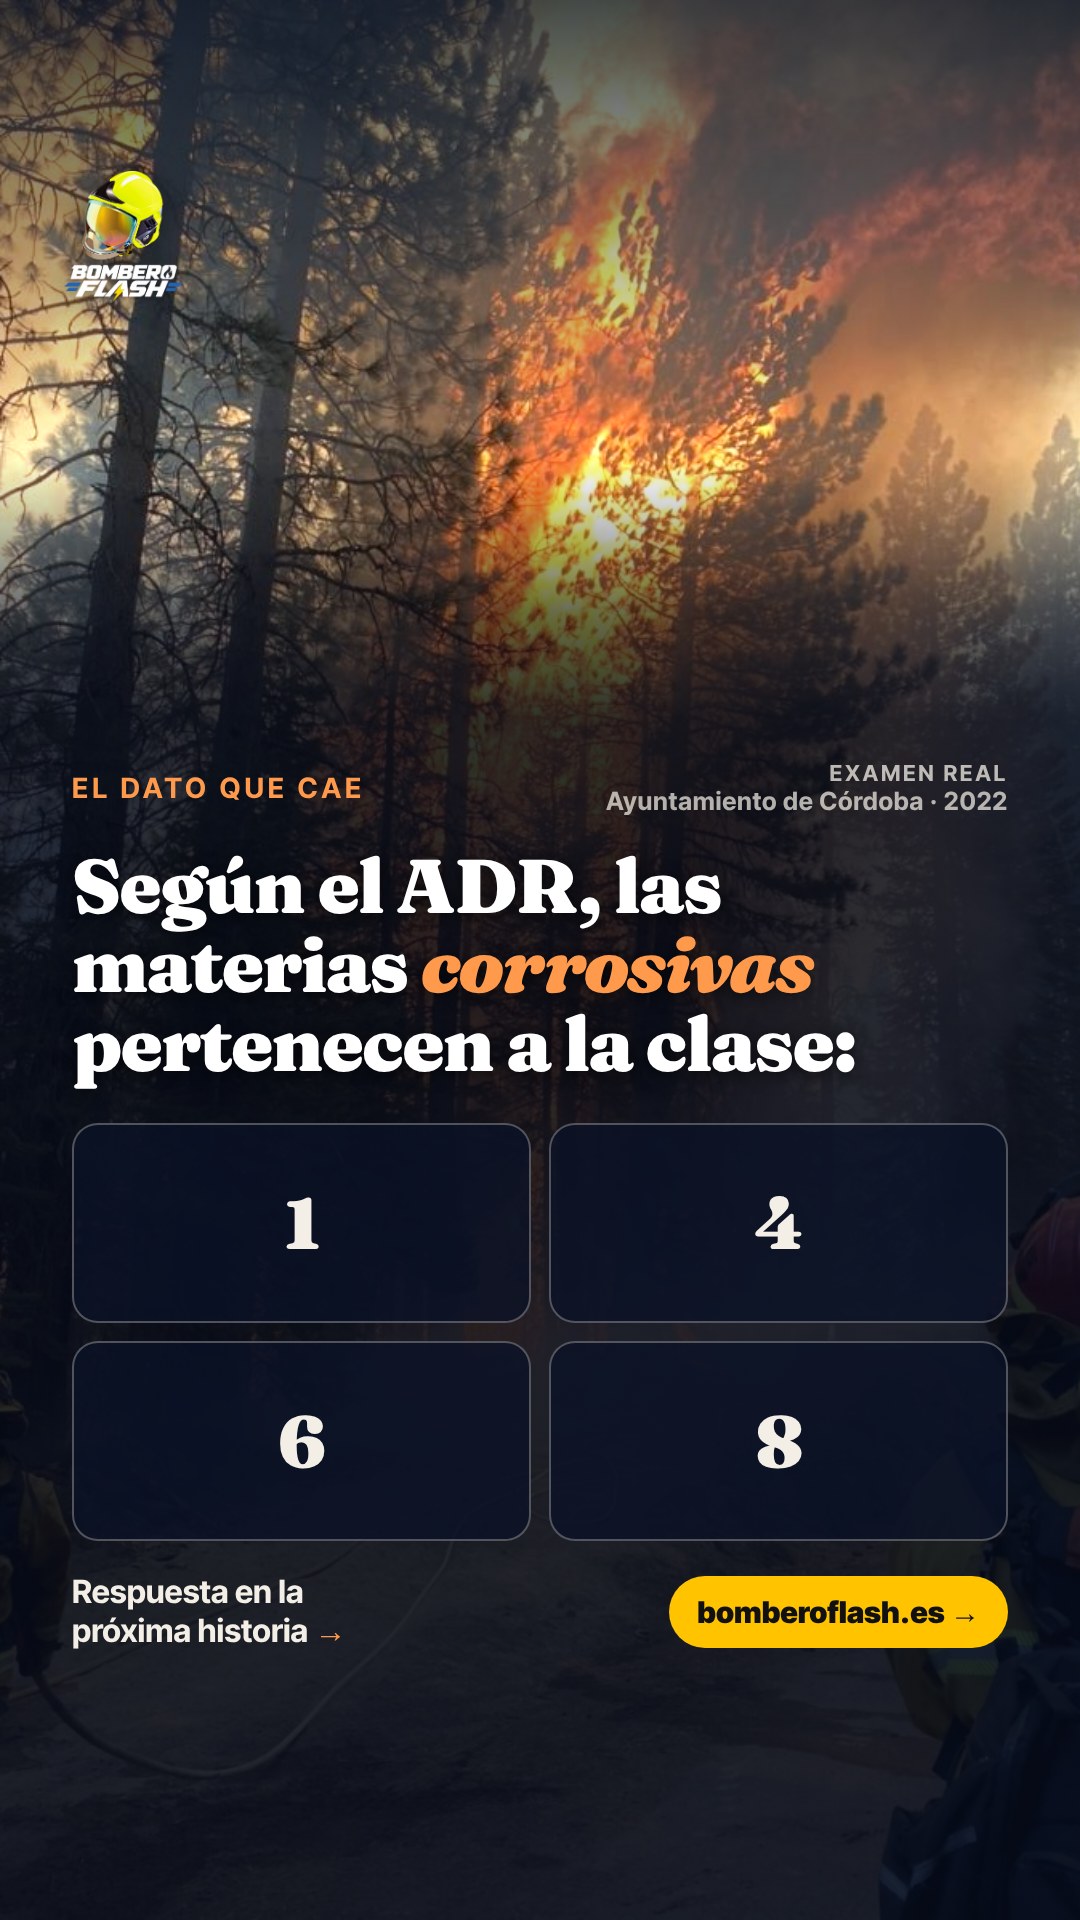 BOMBERO
FLASH
EL DATO QUE CAE
EXAMEN REAL
Ayuntamiento de Córdoba · 2022
Según el ADR, las
materias corrosivas
pertenecen a la clase:
1
4
6
8
Respuesta en la
próxima historia →
bomberoflash.es →